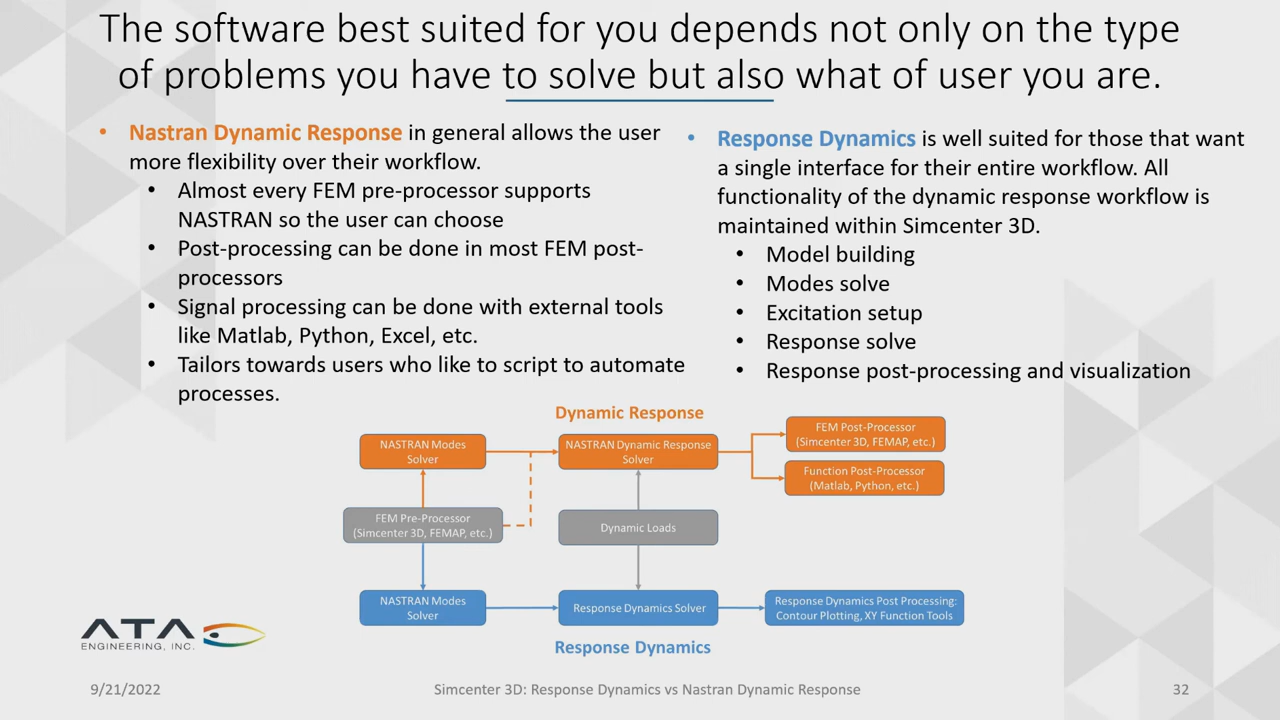 The software best suited for you depends not only on the type
of problems you have to solve but also what of user you are.
• Nastran Dynamic Response in general allows the user
more flexibility over their workflow.
• Almost every FEM pre-processor supports
NASTRAN so the user can choose
• Post-processing can be done in most FEM post-
processors
• Signal processing can be done with external tools
like Matlab, Python, Excel, etc.
• Tailors towards users who like to script to automate
processes.
• Response Dynamics is well suited for those that want
a single interface for their entire workflow. All
functionality of the dynamic response workflow is
maintained within Simcenter 3D.
• Model building
• Modes solve
• Excitation setup
• Response solve
• Response post-processing and visualization
Dynamic Response
NASTRAN Modes
Solver
NASTRAN Dynamic Response
Solver
FEM Post-Processor
(Simcenter 3D, FEMAP, etc.)
Function Post-Processor
(Matlab, Python, etc.)
FEM Pre-Processor
(Simcenter 3D, FEMAP, etc.)
Dynamic Loads
NASTRAN Modes
Solver
Response Dynamics Solver
Response Dynamics Post Processing:
Contour Plotting, XY Function Tools
Response Dynamics
ATA
ENGINEERING, INC.
9/21/2022
Simcenter 3D: Response Dynamics vs Nastran Dynamic Response
32